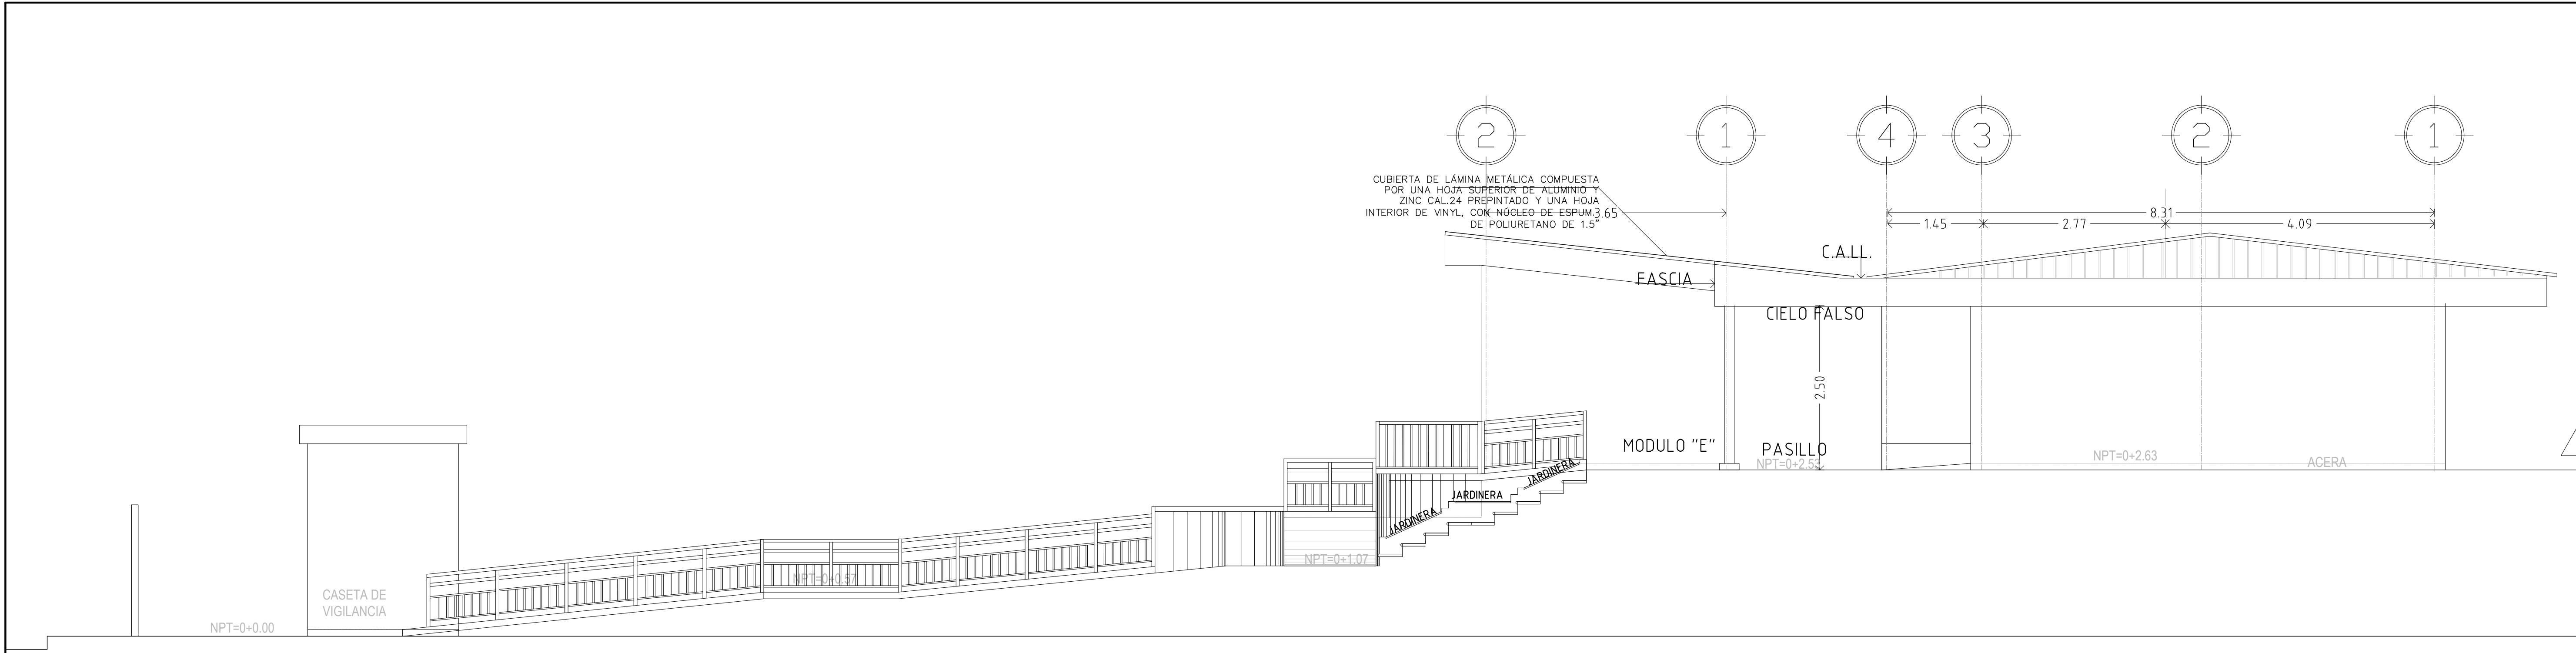 2
1
4
3
2
1
CUBIERTA DE LÁMINA METÁLICA COMPUESTA
POR UNA HOJA SUPERIOR DE ALUMINIO Y
ZINC CAL.24 PREPINTADO Y UNA HOJA
INTERIOR DE VINYL, CON NÚCLEO DE ESPUM.
DE POLIURETANO DE 1.5"
3.65
8.31
1.45
2.77
4.09
C.A.LL.
FASCIA
CIELO FALSO
2.50
MODULO "E"
PASILLO
NPT=0+2.53
NPT=0+2.63
ACERA
JARDINERA
JARDINERA
JARDINERA
NPT=0+1.07
NPT=0+0.57
CASETA DE
VIGILANCIA
NPT=0+0.00